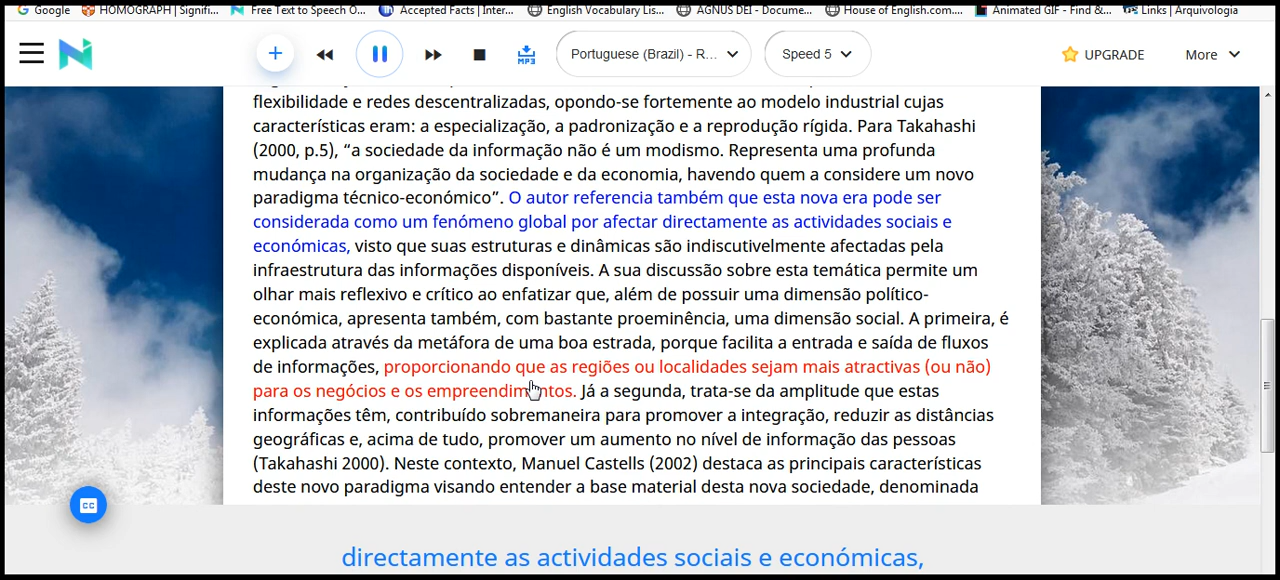 Google HOMOGRAPH | Signifi... Free Text to Speech O... Accepted Facts | Inter... English Vocabulary Lis... AGNUS DEI - Docume... House of English.com.... Animated GIF - Find &... Links | Arquivologia
MP3 Portuguese (Brazil) - R... Speed 5 UPGRADE More
flexibilidade e redes descentralizadas, opondo-se fortemente ao modelo industrial cujas
características eram: a especialização, a padronização e a reprodução rígida. Para Takahashi
(2000, p.5), “a sociedade da informação não é um modismo. Representa uma profunda
mudança na organização da sociedade e da economia, havendo quem a considere um novo
paradigma técnico-económico”. O autor referencia também que esta nova era pode ser
considerada como um fenómeno global por afectar directamente as actividades sociais e
económicas, visto que suas estruturas e dinâmicas são indiscutivelmente afectadas pela
infraestrutura das informações disponíveis. A sua discussão sobre esta temática permite um
olhar mais reflexivo e crítico ao enfatizar que, além de possuir uma dimensão político-
económica, apresenta também, com bastante proeminência, uma dimensão social. A primeira, é
explicada através da metáfora de uma boa estrada, porque facilita a entrada e saída de fluxos
de informações, proporcionando que as regiões ou localidades sejam mais atractivas (ou não)
para os negócios e os empreendimentos. Já a segunda, trata-se da amplitude que estas
informações têm, contribuído sobremaneira para promover a integração, reduzir as distâncias
geográficas e, acima de tudo, promover um aumento no nível de informação das pessoas
(Takahashi 2000). Neste contexto, Manuel Castells (2002) destaca as principais características
deste novo paradigma visando entender a base material desta nova sociedade, denominada
CC
directamente as actividades sociais e económicas,